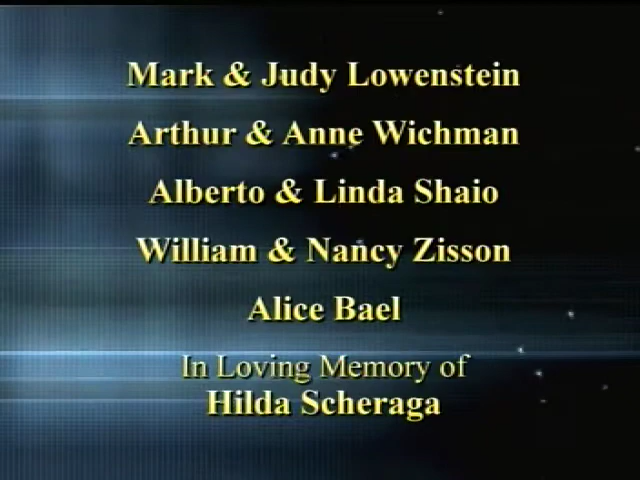 Mark & Judy Lowenstein
Arthur & Anne Wichman
Alberto & Linda Shaio
William & Nancy Zisson
Alice Bael
In Loving Memory of
Hilda Scheraga